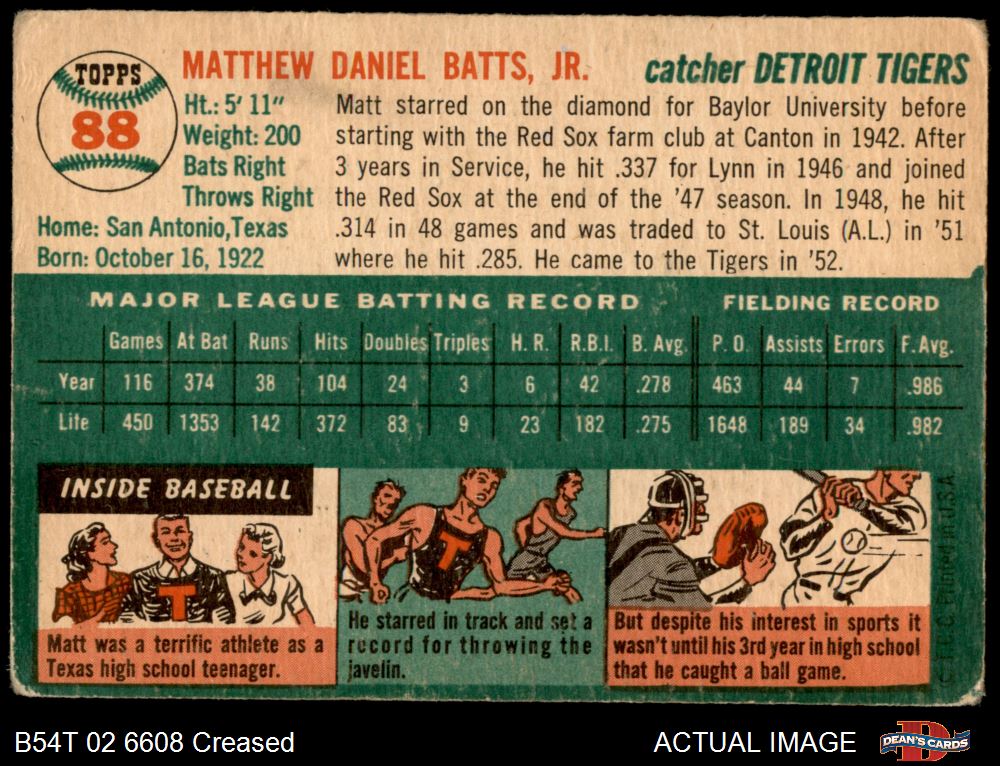 TOPPS
88
MATTHEW DANIEL BATTS, JR.
catcher DETROIT TIGERS
Ht.: 5' 11"
Weight: 200
Bats Right
Throws Right
Home: San Antonio, Texas
Born: October 16, 1922
Matt starred on the diamond for Baylor University before
starting with the Red Sox farm club at Canton in 1942. After
3 years in Service, he hit .337 for Lynn in 1946 and joined
the Red Sox at the end of the '47 season. In 1948, he hit
.314 in 48 games and was traded to St. Louis (A.L.) in '51
where he hit .285. He came to the Tigers in '52.
MAJOR LEAGUE BATTING RECORD FIELDING RECORD
Games At Bat Runs Hits Doubles Triples H. R. R.B.I. B. Avg. P. O. Assists Errors F. Avg.
Year 116 374 38 104 24 3 6 42 .278 463 44 7 .986
Life 450 1353 142 372 83 9 23 182 .275 1648 189 34 .982
INSIDE BASEBALL
T
T
Matt was a terrific athlete as a
Texas high school teenager.
He starred in track and set a
record for throwing the
javelin.
But despite his interest in sports it
wasn't until his 3rd year in high school
that he caught a ball game.
T.C.G. Printed in U.S.A.
B54T 02 6608 Creased
ACTUAL IMAGE
D
DEAN'S CARDS